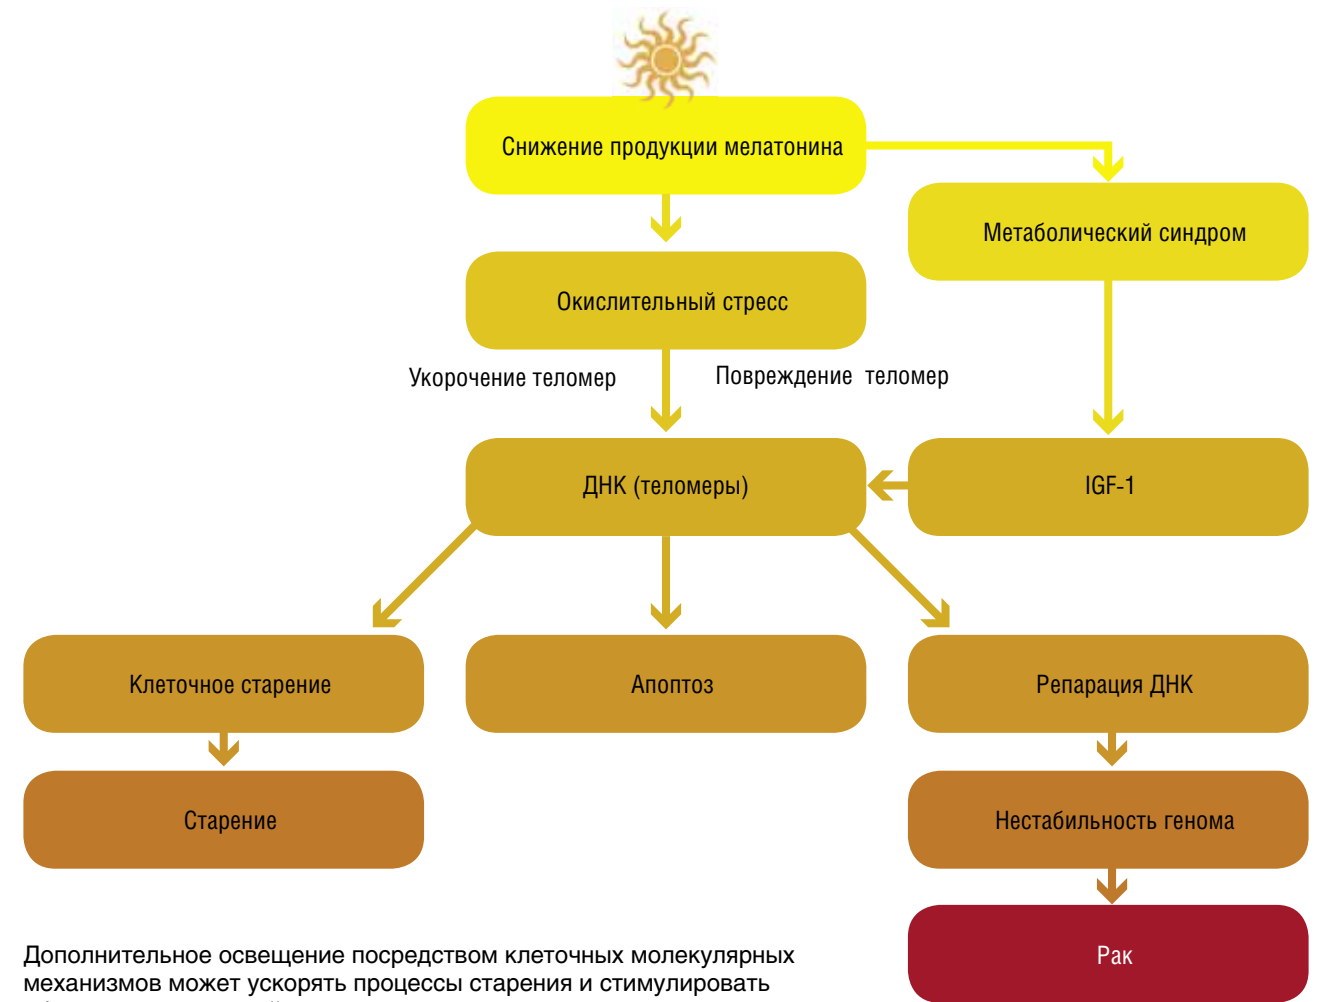 Снижение продукции мелатонина
Метаболический синдром
Окислительный стресс
Укорочение теломер
Повреждение теломер
ДНК (теломеры)
IGF-1
Клеточное старение
Апоптоз
Репарация ДНК
Старение
Нестабильность генома
Рак
Дополнительное освещение посредством клеточных молекулярных
механизмов может ускорять процессы старения и стимулировать